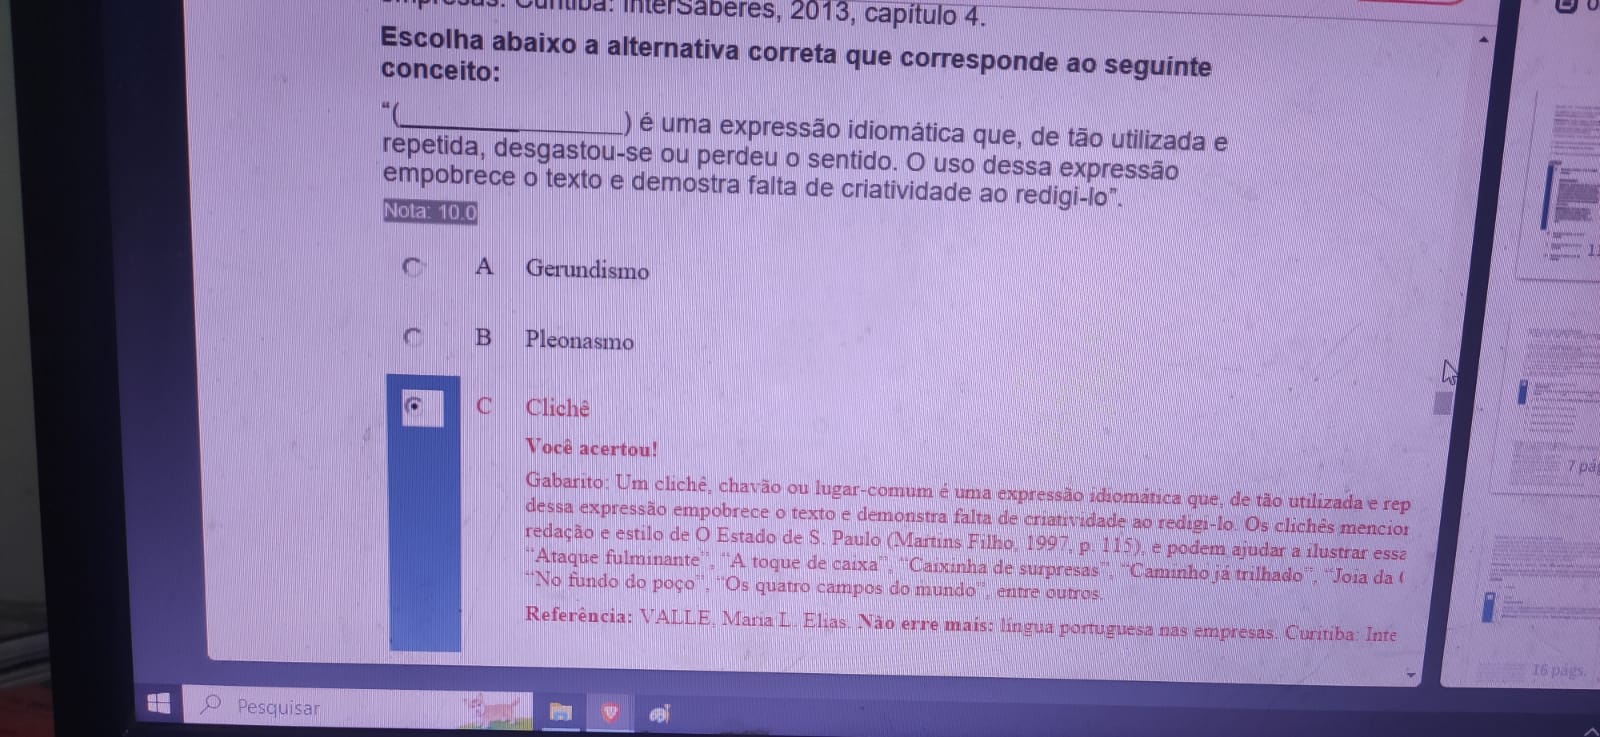 InterSaberes, 2013, capítulo 4.
Escolha abaixo a alternativa correta que corresponde ao seguinte
conceito:
“(________________) é uma expressão idiomática que, de tão utilizada e
repetida, desgastou-se ou perdeu o sentido. O uso dessa expressão
empobrece o texto e demostra falta de criatividade ao redigi-lo”.
Nota: 10.0
A Gerundismo
B Pleonasmo
C Clichê
Você acertou!
Gabarito: Um clichê, chavão ou lugar-comum é uma expressão idiomática que, de tão utilizada e rep
dessa expressão empobrece o texto e demonstra falta de criatividade ao redigi-lo. Os clichês mencior
redação e estilo de O Estado de S. Paulo (Martins Filho, 1997, p. 115), e podem ajudar a ilustrar essa
“Ataque fulminante”, “A toque de caixa”, “Caixinha de surpresas”, “Caminho já trilhado”, “Joia da (
“No fundo do poço”, “Os quatro campos do mundo”, entre outros.
Referência: VALLE, Maria L. Elias. Não erre mais: língua portuguesa nas empresas. Curitiba: Inte
7 pág
16 págs.
Pesquisar